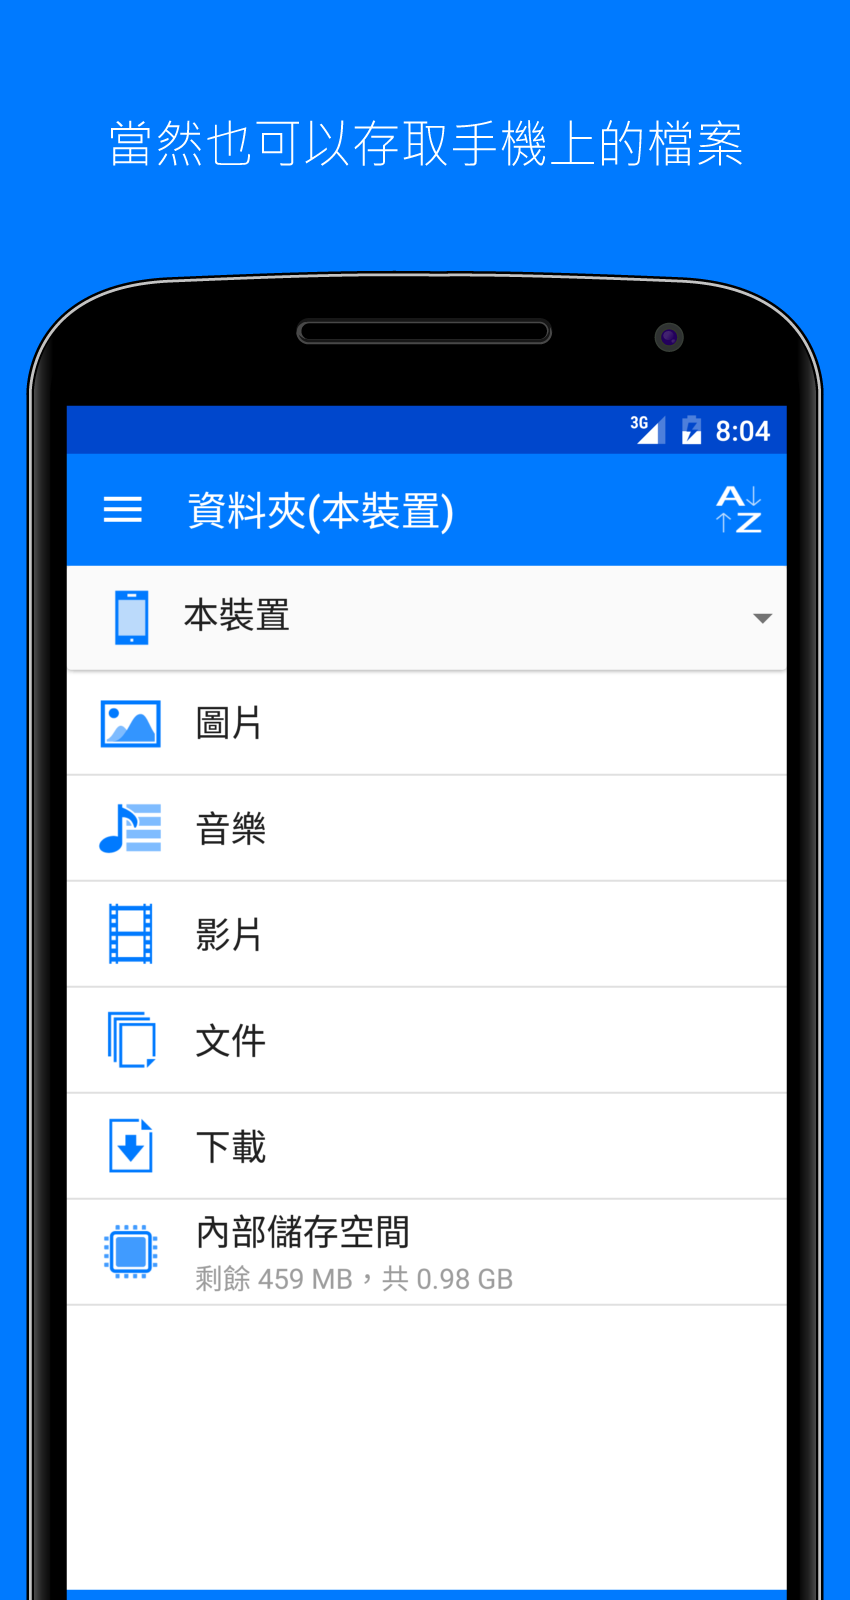 當然也可以存取手機上的檔案
3G 8:04
資料夾(本裝置) A Z
本裝置
圖片
音樂
影片
文件
下載
內部儲存空間
剩餘 459 MB，共 0.98 GB